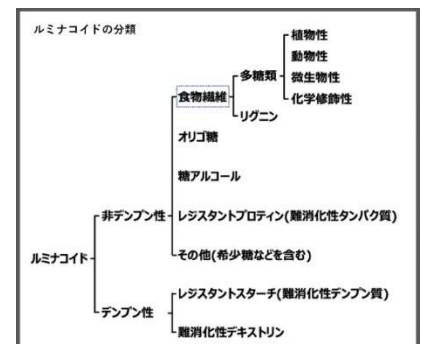 ルミナコイドの分類
植物性
動物性
多糖類
微生物性
食物繊維
化学修飾性
リグニン
オリゴ糖
糖アルコール
非デンプン性
レジスタントプロテイン(難消化性タンパク質)
ルミナコイド
その他(希少糖などを含む)
レジスタントスターチ(難消化性デンプン質)
デンプン性
難消化性デキストリン